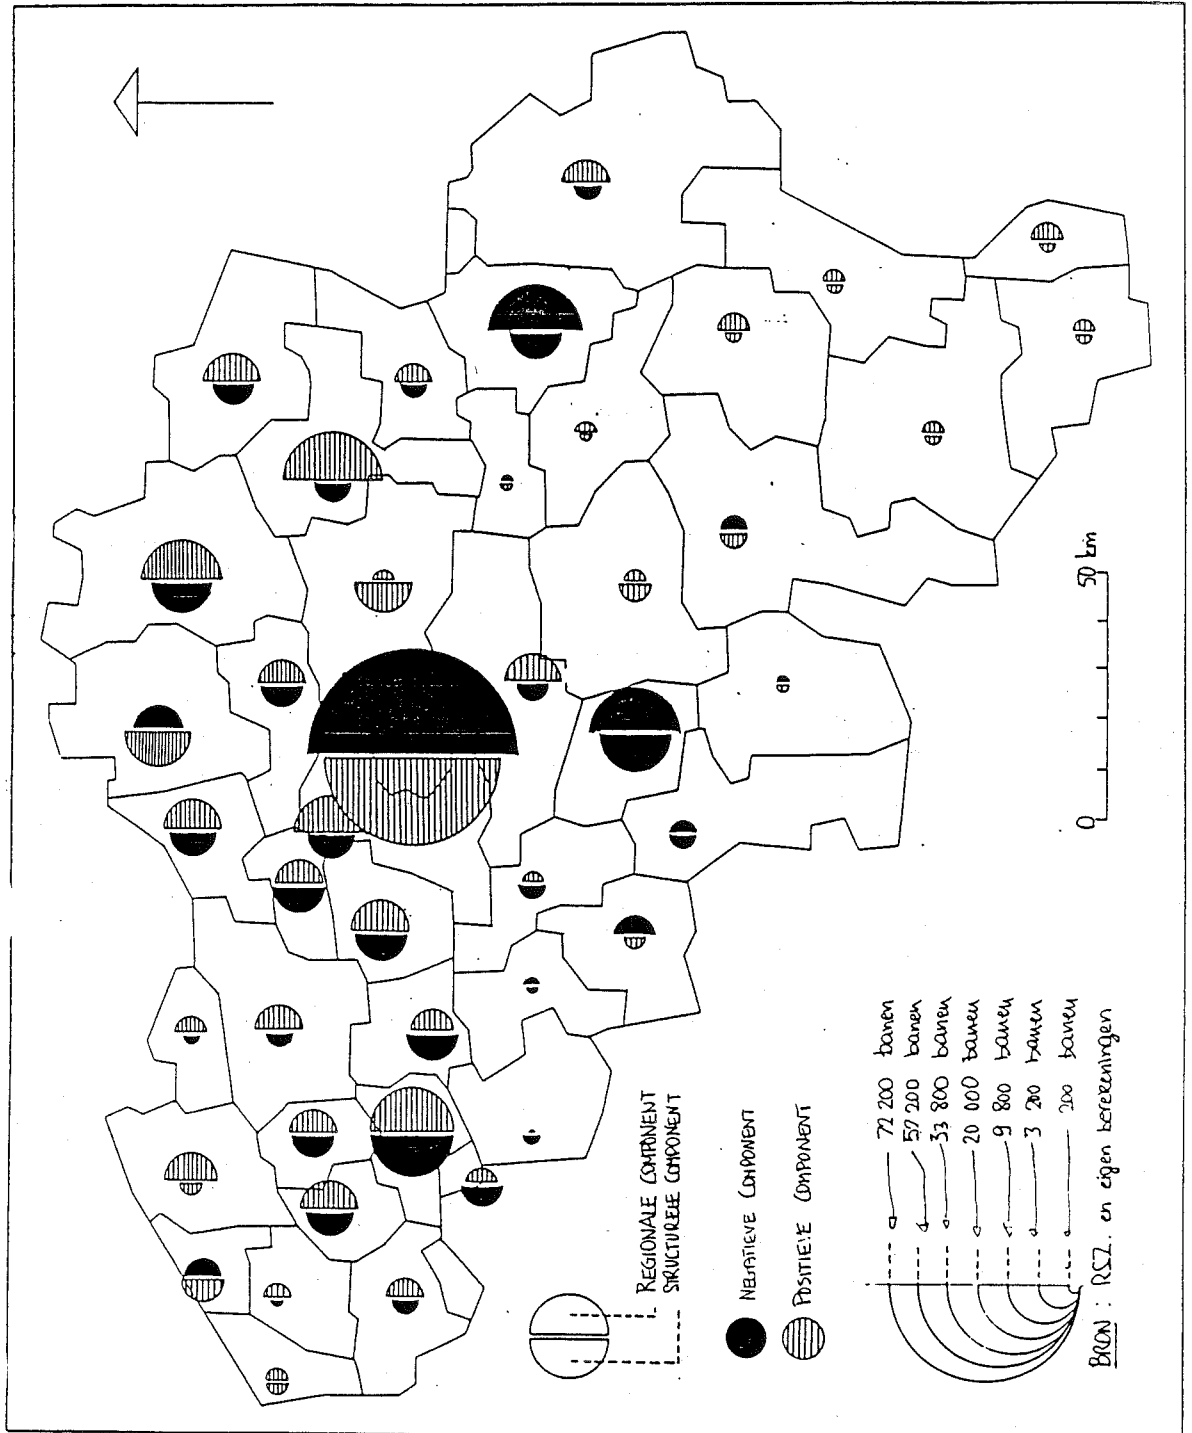 REGIONALE COMPONENT
STRUCTURELE COMPONENT
NEGATIEVE COMPONENT
POSITIEVE COMPONENT
72 200 banen
52 200 banen
33 800 banen
20 000 banen
9 800 banen
3 200 banen
200 banen
BRON : RSZ. en eigen berekeningen
0 50 km